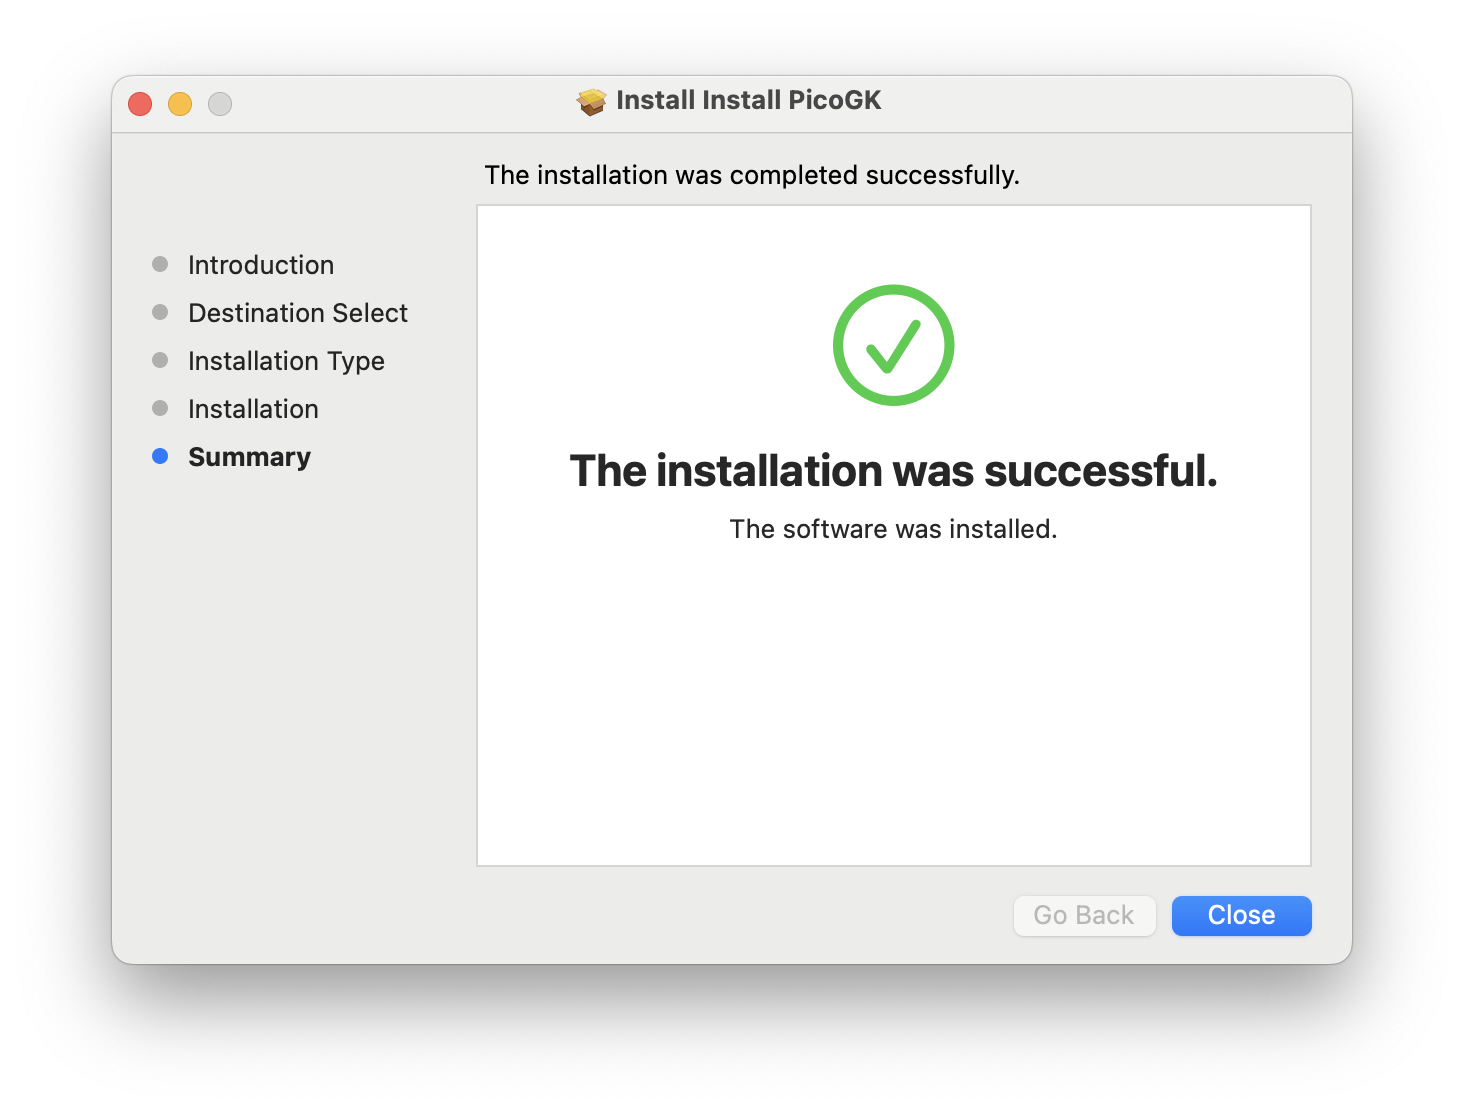 Install Install PicoGK
The installation was completed successfully.
Introduction
Destination Select
Installation Type
Installation
Summary
The installation was successful.
The software was installed.
Go Back
Close